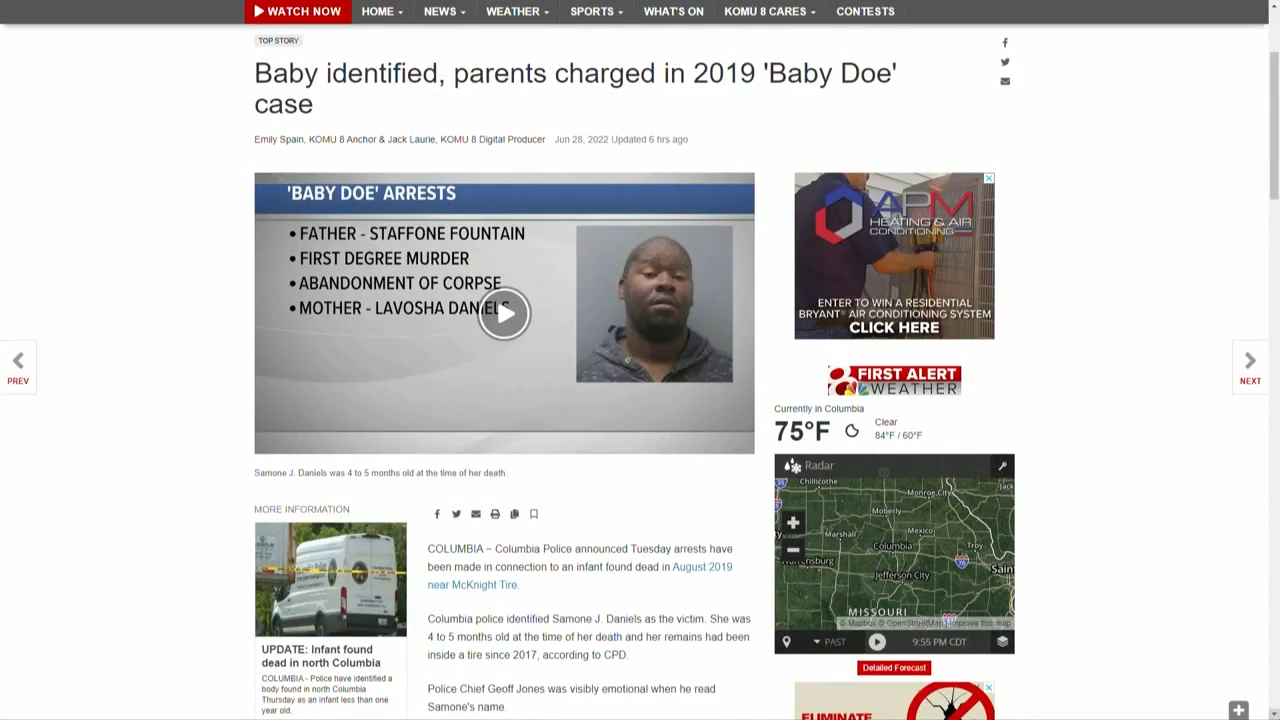 WATCH NOW HOME NEWS WEATHER SPORTS WHAT'S ON KOMU 8 CARES CONTESTS
TOP STORY
Baby identified, parents charged in 2019 'Baby Doe'
case
Emily Spain, KOMU 8 Anchor & Jack Laurie, KOMU 8 Digital Producer Jun 28, 2022 Updated 6 hrs ago
'BABY DOE' ARRESTS
• FATHER - STAFFONE FOUNTAIN
• FIRST DEGREE MURDER
• ABANDONMENT OF CORPSE
• MOTHER - LAVOSHA DANIELS
Samone J. Daniels was 4 to 5 months old at the time of her death.
PREV
NEXT
MORE INFORMATION
UPDATE: Infant found
dead in north Columbia
COLUMBIA - Police have identified a
body found in north Columbia
Thursday as an infant less than one
year old.
COLUMBIA – Columbia Police announced Tuesday arrests have
been made in connection to an infant found dead in August 2019
near McKnight Tire.
Columbia police identified Samone J. Daniels as the victim. She was
4 to 5 months old at the time of her death and her remains had been
inside a tire since 2017, according to CPD.
Police Chief Geoff Jones was visibly emotional when he read
Samone's name.
APM
HEATING & AIR
CONDITIONING
ENTER TO WIN A RESIDENTIAL
BRYANT® AIR CONDITIONING SYSTEM
CLICK HERE
8 FIRST ALERT
WEATHER
Currently in Columbia
75°F
Clear
84°F / 60°F
Radar
Chillicothe
Monroe City
Jack
Moberly
Marshall
Mexico
Columbia
Troy
70
Jefferson City
MISSOURI
© Mapbox © OpenStreetMap Improve this map
PAST
9:55 PM CDT
Detailed Forecast
ELIMINATE